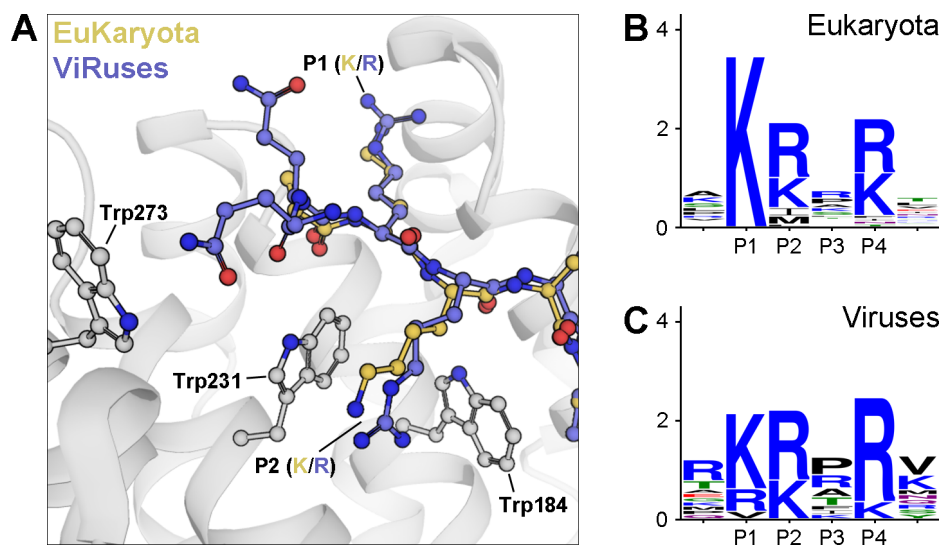 A
EuKaryota
ViRuses
P1 (K/R)
Trp273
Trp231
P2 (K/R)
Trp184
B
Eukaryota
4
2
0
K
R
K
I
M
R
K
P1 P2 P3 P4
C
Viruses
4
2
0
R
T
K
R
V
R
K
P
R
A
T
R
K
V
K
P1 P2 P3 P4